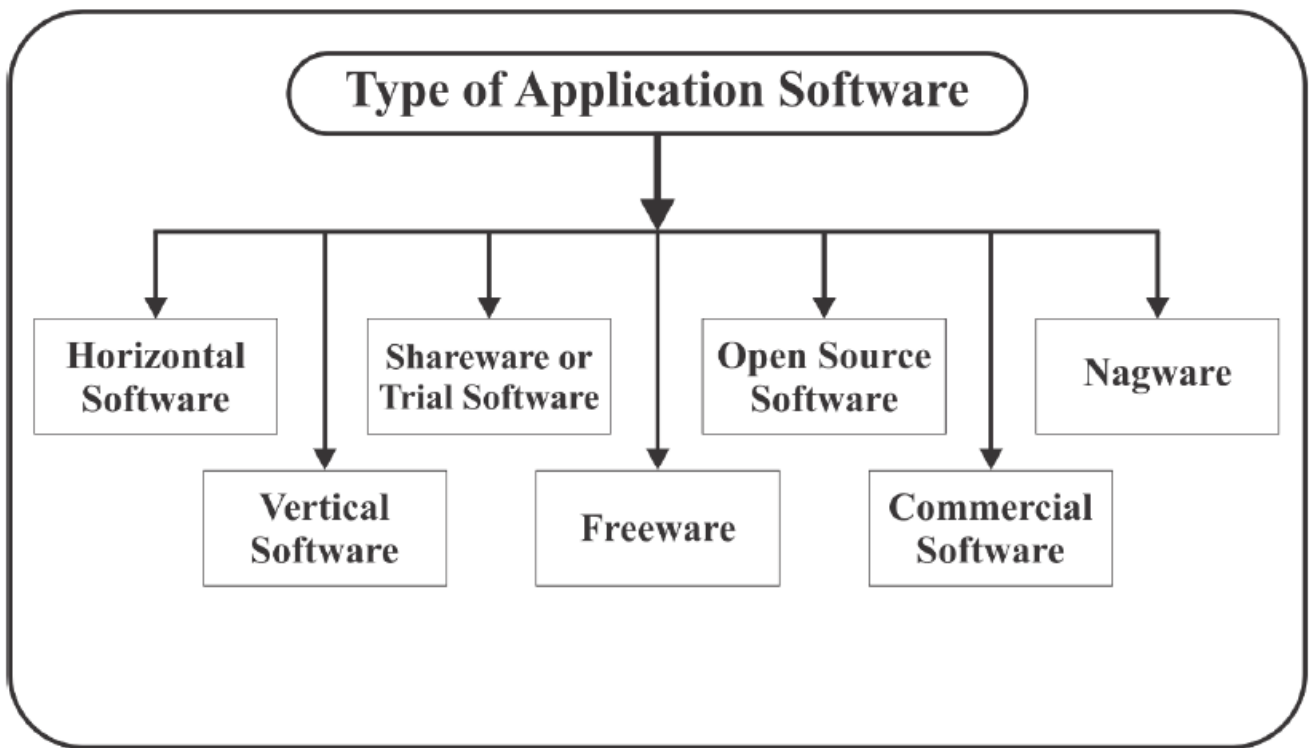 Type of Application Software
Horizontal
Software
Shareware or
Trial Software
Open Source
Software
Nagware
Vertical
Software
Freeware
Commercial
Software